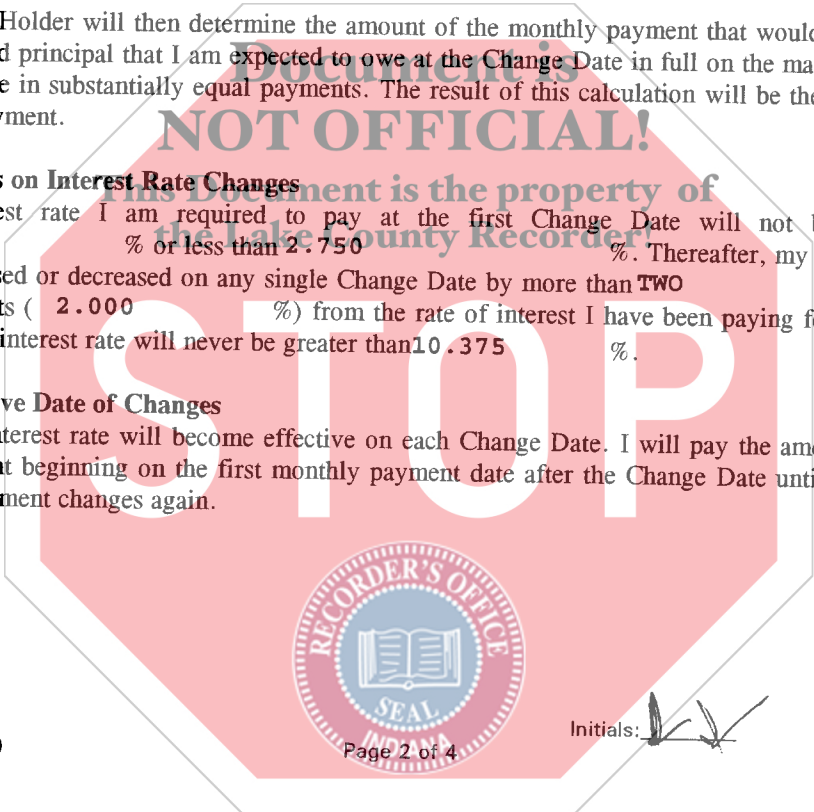 Holder will then determine the amount of the monthly payment that would
d principal that I am expected to owe at the Change Date in full on the ma
e in substantially equal payments. The result of this calculation will be the
yment.
Document is
NOT OFFICIAL!
This Document is the property of
the Lake County Recorder!
s on Interest Rate Changes
est rate I am required to pay at the first Change Date will not b
% or less than 2.750 %. Thereafter, my
sed or decreased on any single Change Date by more than TWO
ts ( 2.000 %) from the rate of interest I have been paying f
interest rate will never be greater than 10.375 %.
STOP
ve Date of Changes
nterest rate will become effective on each Change Date. I will pay the am
t beginning on the first monthly payment date after the Change Date unti
ment changes again.
RECORDER'S OFFICE
SEAL
INDIANA
Initials:
Page 2 of 4